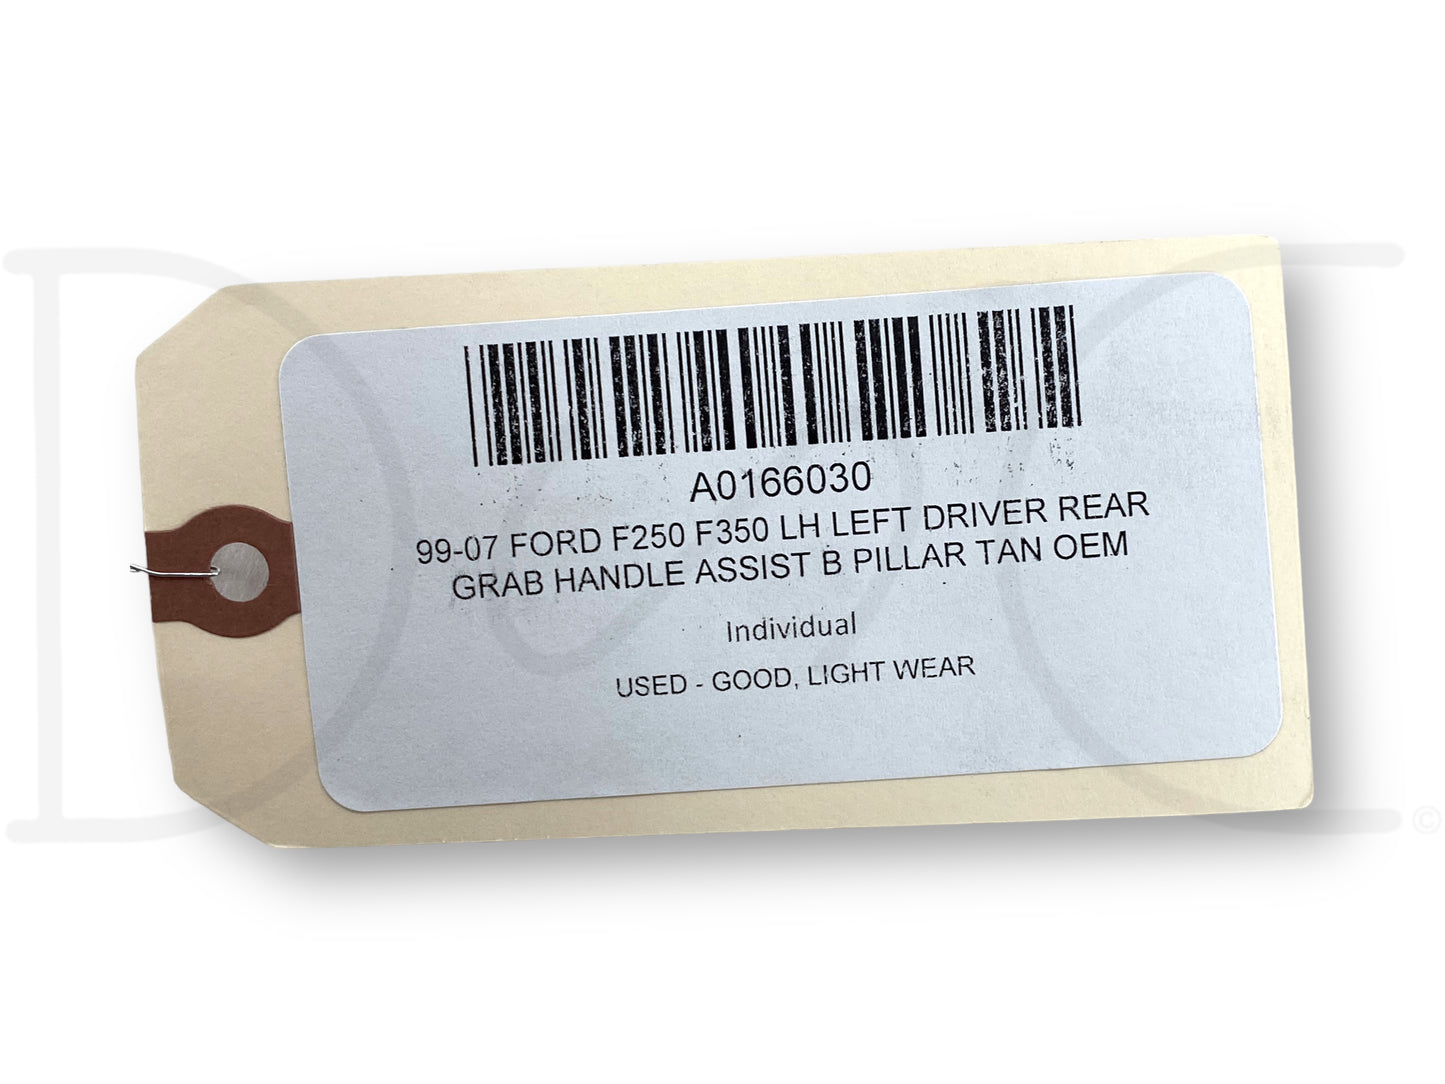 A0166030
99-07 FORD F250 F350 LH LEFT DRIVER REAR
GRAB HANDLE ASSIST B PILLAR TAN OEM
Individual
USED - GOOD, LIGHT WEAR
©